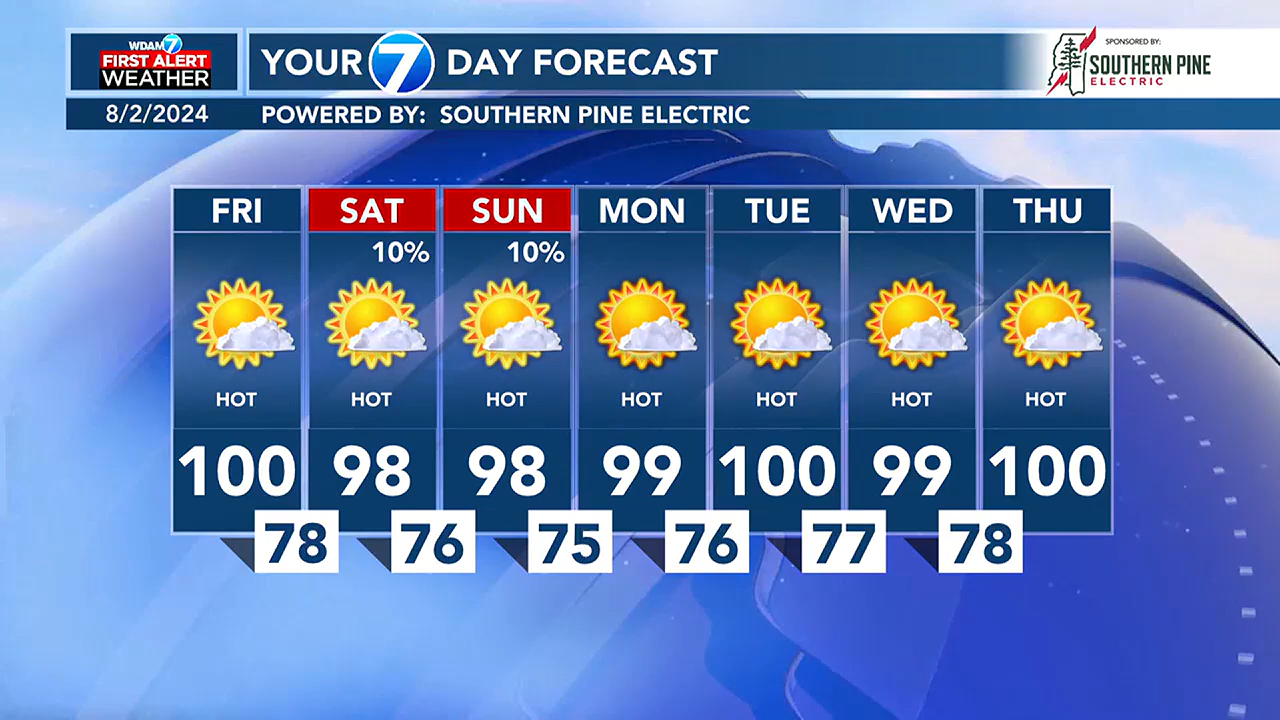 WDAM 7
FIRST ALERT
WEATHER
YOUR 7 DAY FORECAST
SPONSORED BY:
SOUTHERN PINE
ELECTRIC
8/2/2024
POWERED BY: SOUTHERN PINE ELECTRIC
FRI SAT SUN MON TUE WED THU
10% 10%
HOT HOT HOT HOT HOT HOT HOT
100 98 98 99 100 99 100
78 76 75 76 77 78